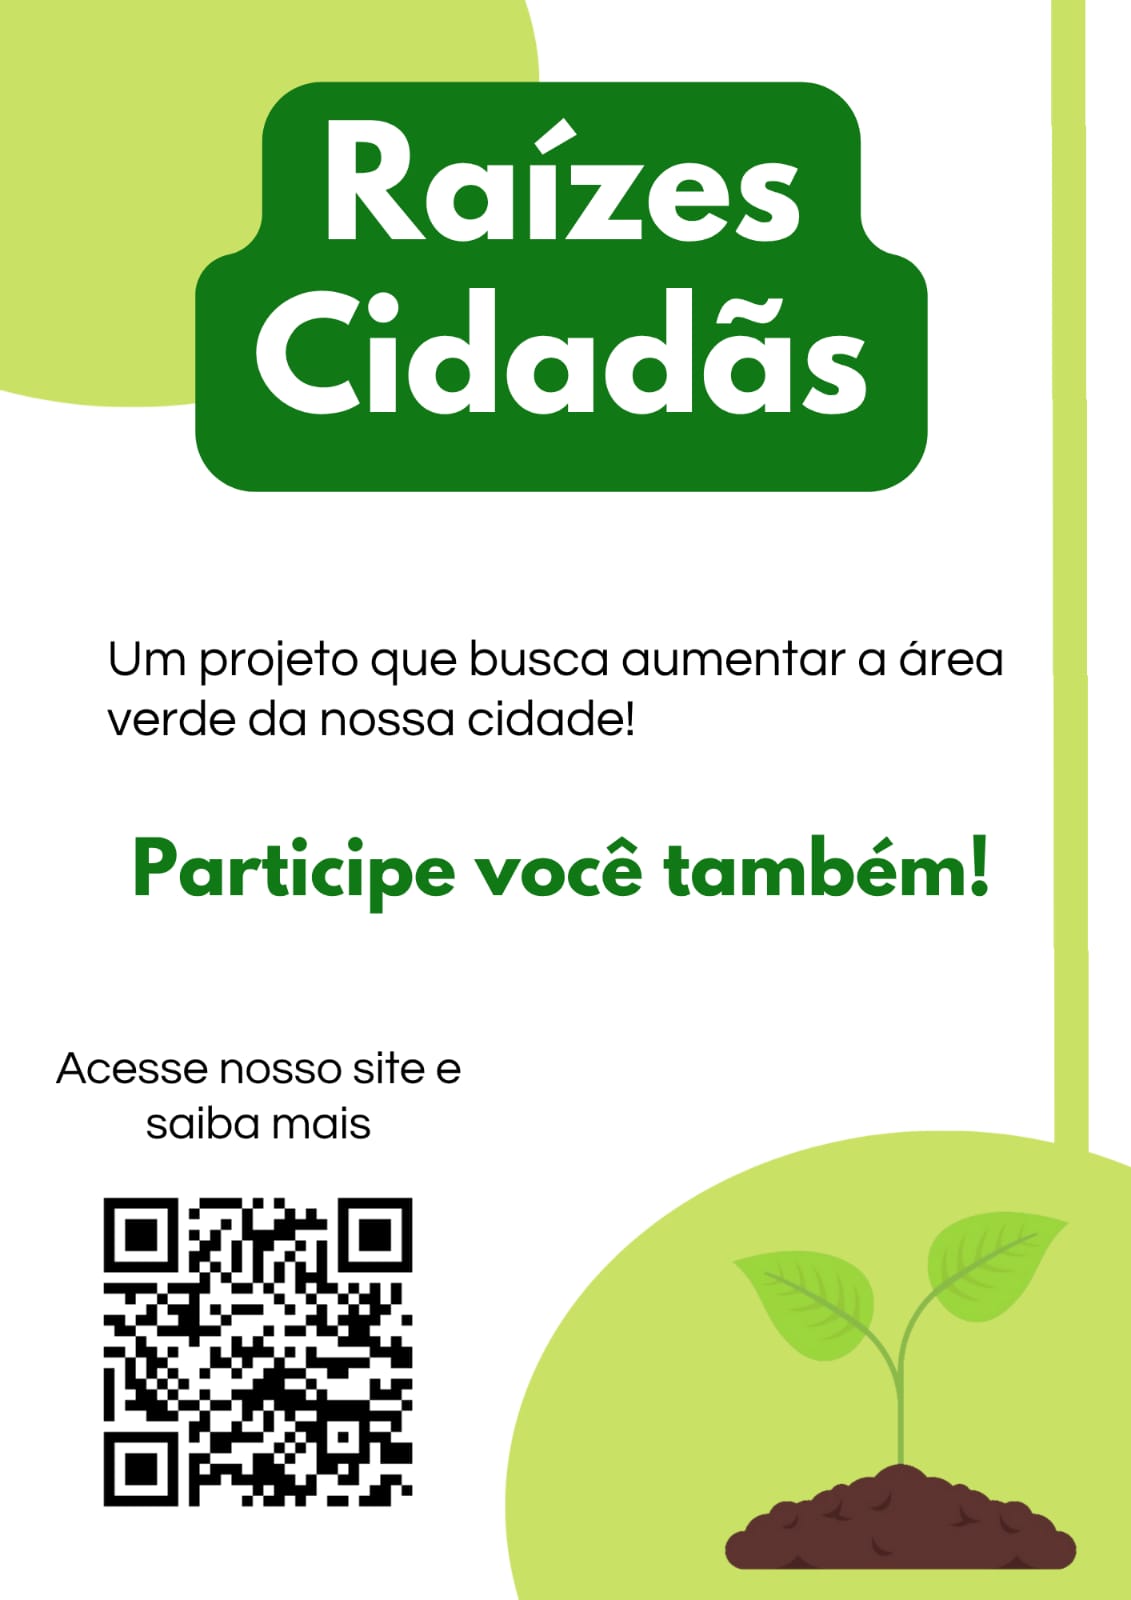 Raízes
Cidadãs
Um projeto que busca aumentar a área
verde da nossa cidade!
Participe você também!
Acesse nosso site e
saiba mais